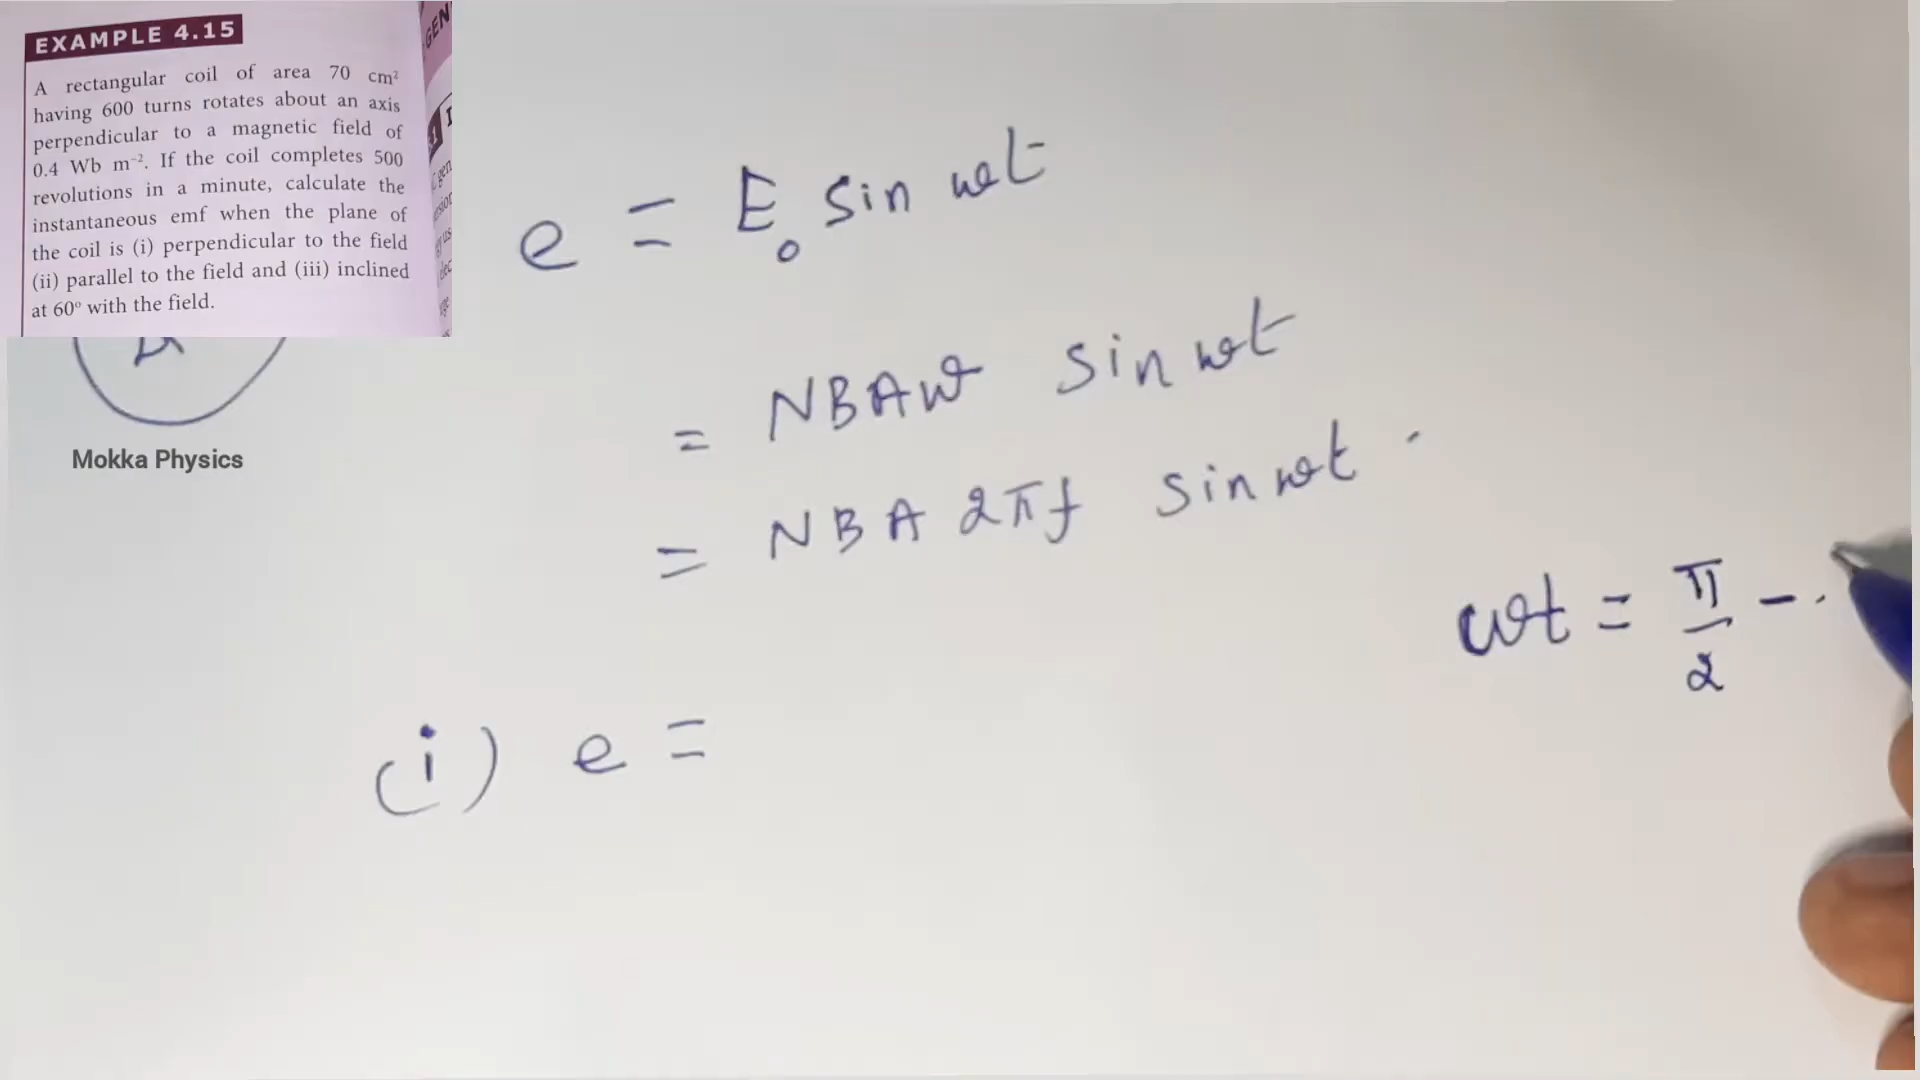 EXAMPLE 4.15
A rectangular coil of area 70 cm²
having 600 turns rotates about an axis
perpendicular to a magnetic field of
0.4 Wb m⁻². If the coil completes 500
revolutions in a minute, calculate the
instantaneous emf when the plane of
the coil is (i) perpendicular to the field
(ii) parallel to the field and (iii) inclined
at 60° with the field.
GEN
Mokka Physics
e = E₀ sin ωt
= NBAω sin ωt
= NBA 2πf sin ωt
ωt = π/2 -
(i) e =